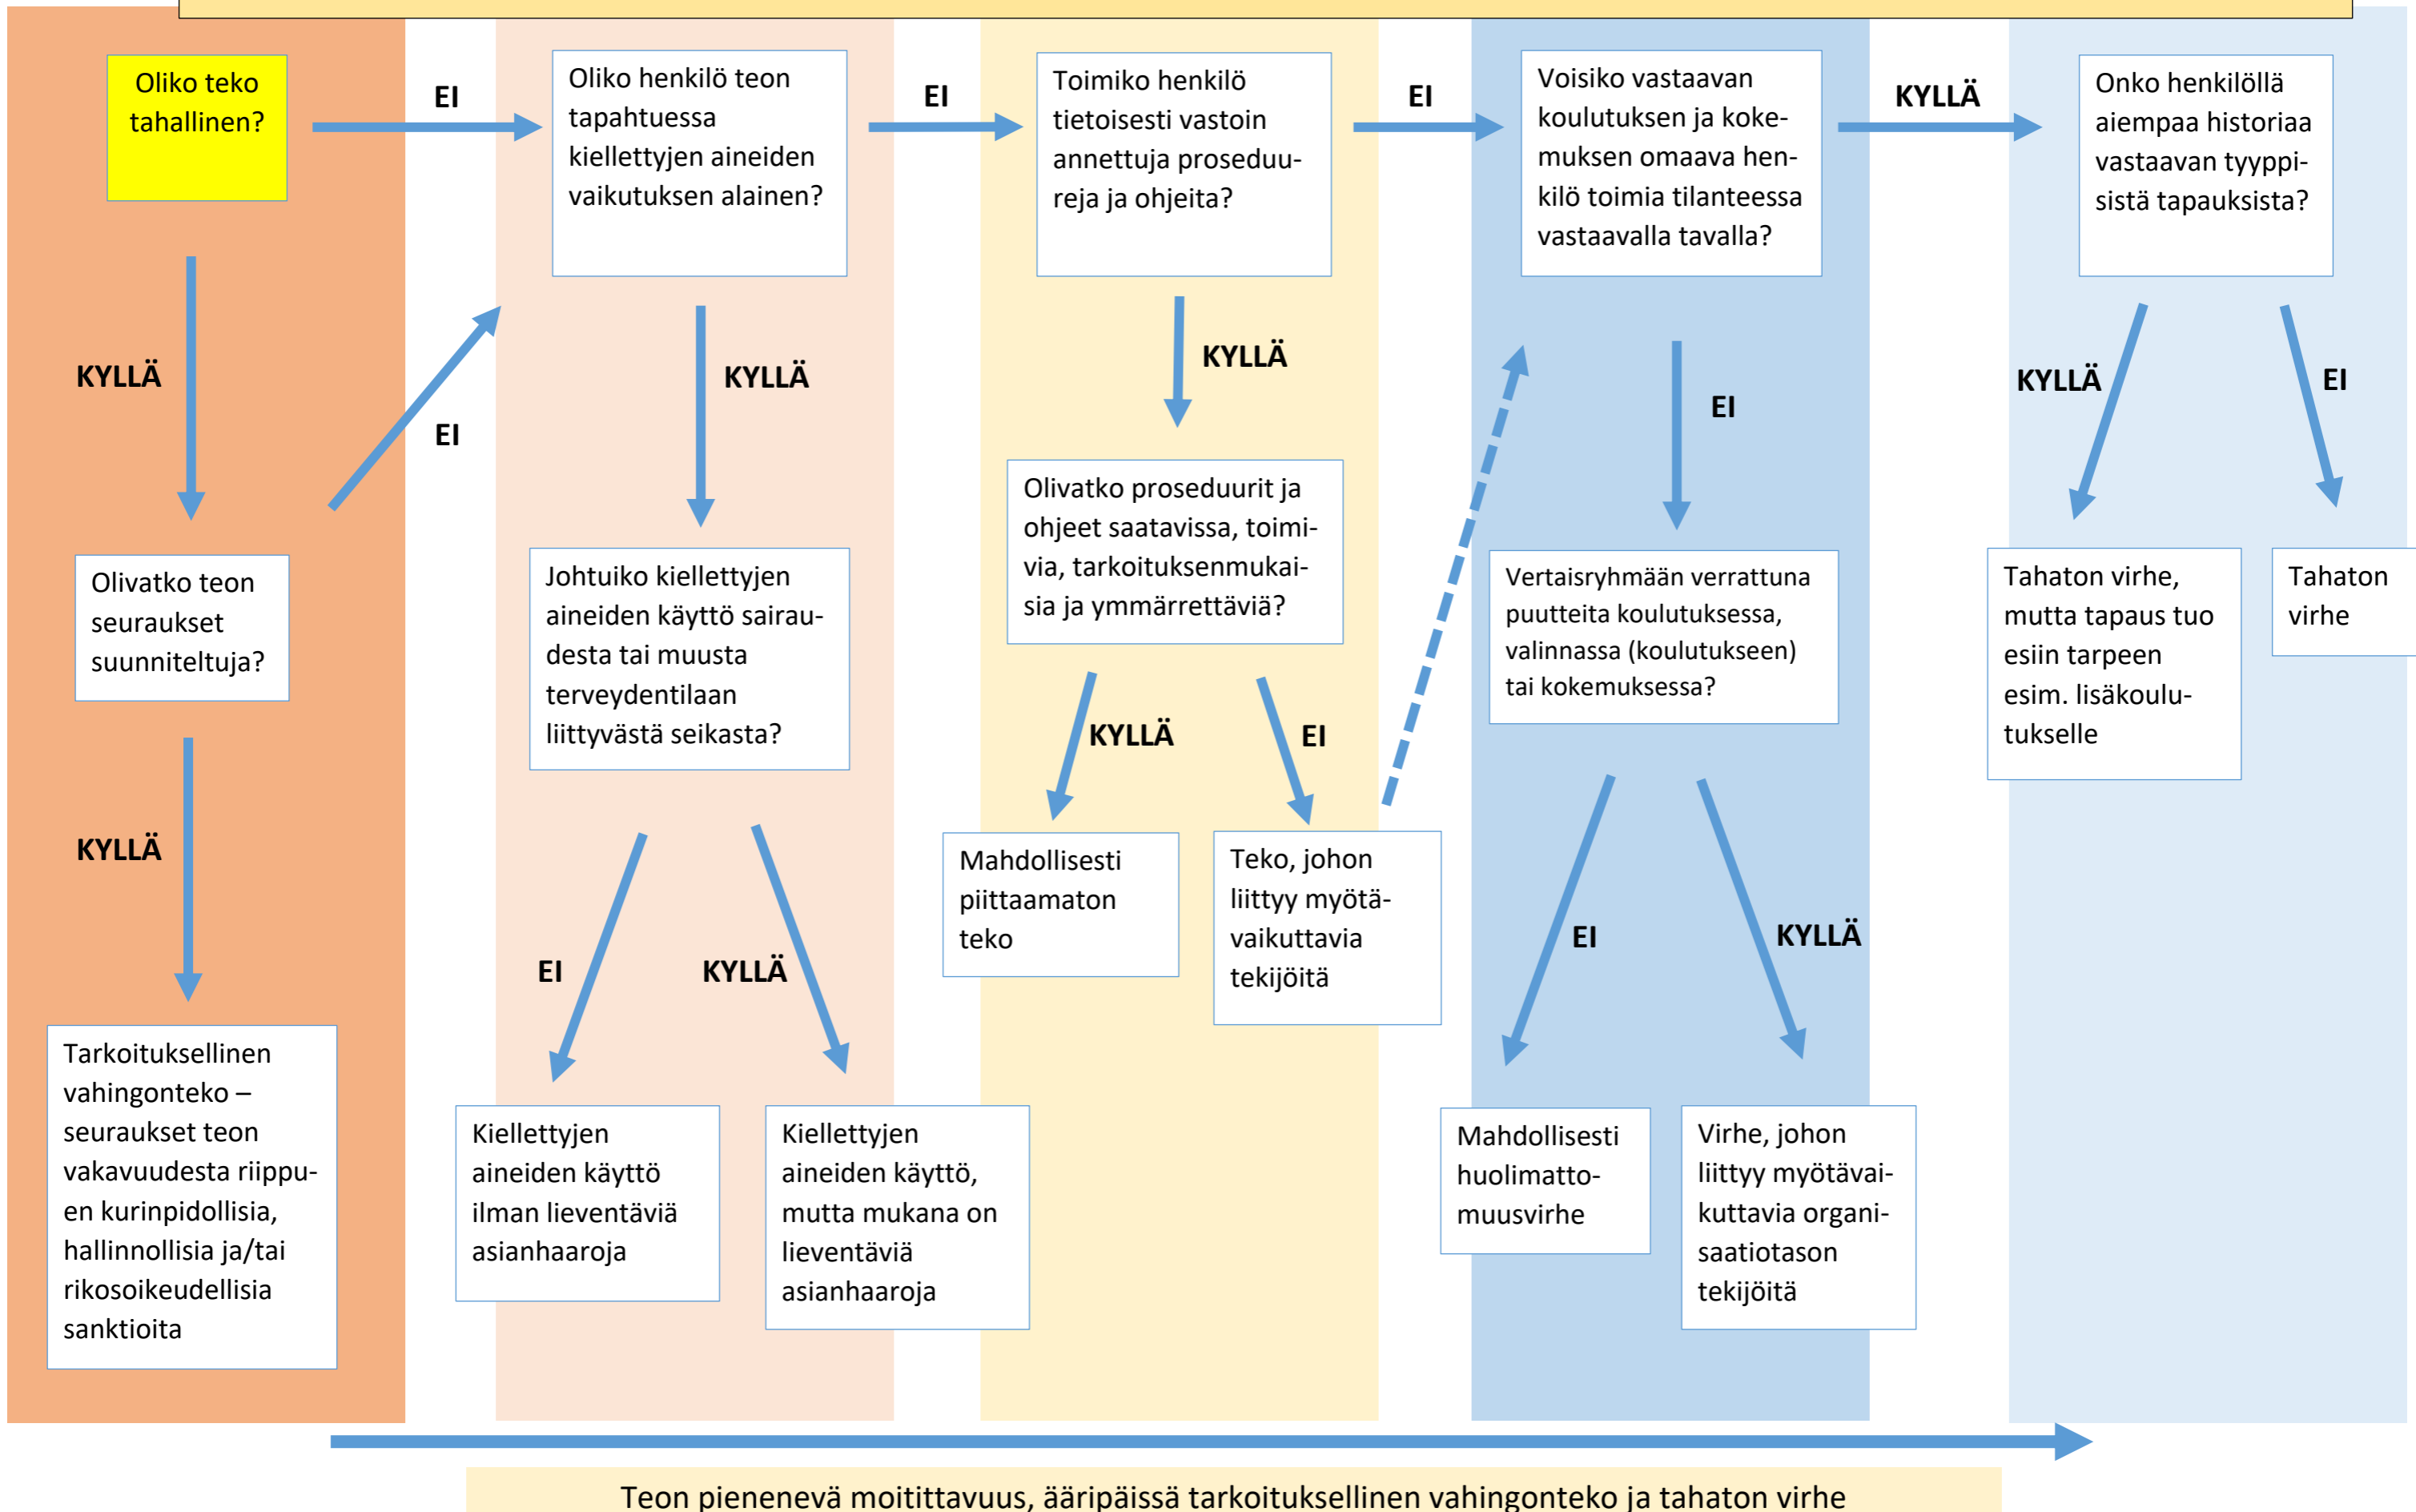 Oliko teko
tahallinen?
EI
Oliko henkilö teon
tapahtuessa
kiellettyjen aineiden
vaikutuksen alainen?
EI
Toimiko henkilö
tietoisesti vastoin
annettuja proseduu-
reja ja ohjeita?
EI
Voisiko vastaavan
koulutuksen ja koke-
muksen omaava hen-
kilö toimia tilanteessa
vastaavalla tavalla?
KYLLÄ
Onko henkilöllä
aiempaa historiaa
vastaavan tyyppi-
sistä tapauksista?
KYLLÄ
EI
KYLLÄ
KYLLÄ
EI
KYLLÄ
EI
Olivatko teon
seuraukset
suunniteltuja?
Johtuiko kiellettyjen
aineiden käyttö sairau-
desta tai muusta
terveydentilaan
liittyvästä seikasta?
Olivatko proseduurit ja
ohjeet saatavissa, toimi-
via, tarkoituksenmukai-
sia ja ymmärrettäviä?
Vertaisryhmään verrattuna
puutteita koulutuksessa,
valinnassa (koulutukseen)
tai kokemuksessa?
Tahaton virhe,
mutta tapaus tuo
esiin tarpeen
esim. lisäkoulu-
tukselle
Tahaton
virhe
KYLLÄ
EI
KYLLÄ
KYLLÄ
EI
EI
KYLLÄ
Mahdollisesti
piittaamaton
teko
Teko, johon
liittyy myötä-
vaikuttavia
tekijöitä
Tarkoituksellinen
vahingonteko –
seuraukset teon
vakavuudesta riippu-
en kurinpidollisia,
hallinnollisia ja/tai
rikosoikeudellisia
sanktioita
Kiellettyjen
aineiden käyttö
ilman lieventäviä
asianhaaroja
Kiellettyjen
aineiden käyttö,
mutta mukana on
lieventäviä
asianhaaroja
Mahdollisesti
huolimatto-
muusvirhe
Virhe, johon
liittyy myötävai-
kuttavia organi-
saatiotason
tekijöitä
Teon pienenevä moitittavuus, ääripäissä tarkoituksellinen vahingonteko ja tahaton virhe